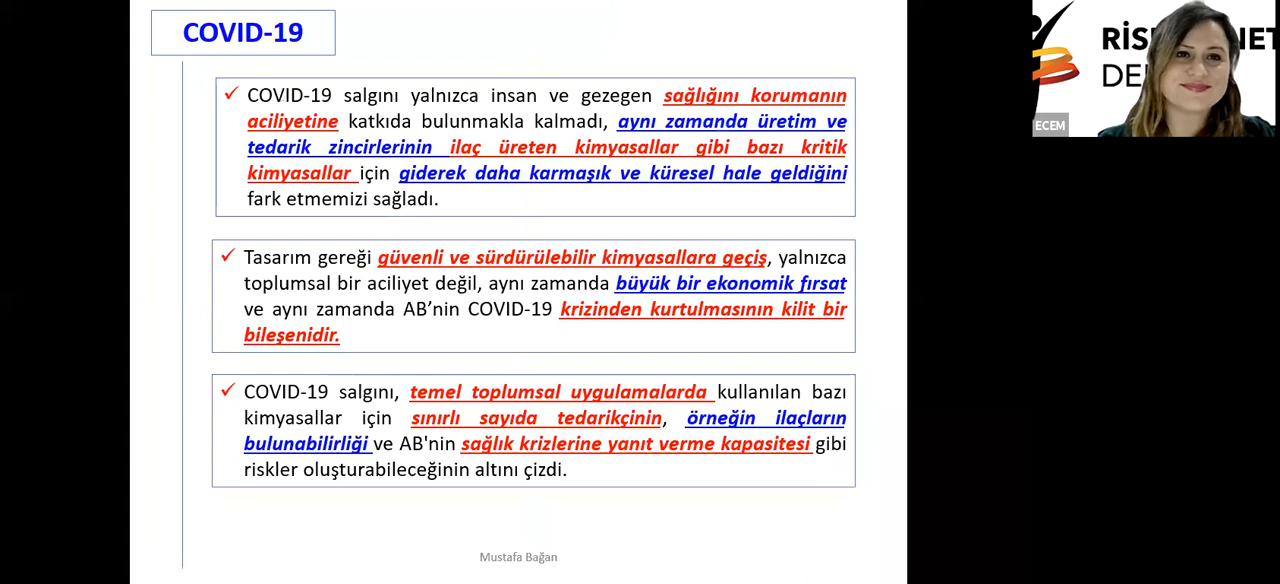 COVID-19
✓ COVID-19 salgını yalnızca insan ve gezegen sağlığını korumanın
aciliyetine katkıda bulunmakla kalmadı, aynı zamanda üretim ve
tedarik zincirlerinin ilaç üreten kimyasallar gibi bazı kritik
kimyasallar için giderek daha karmaşık ve küresel hale geldiğini
fark etmemizi sağladı.
✓ Tasarım gereği güvenli ve sürdürülebilir kimyasallara geçiş, yalnızca
toplumsal bir aciliyet değil, aynı zamanda büyük bir ekonomik fırsat
ve aynı zamanda AB’nin COVID-19 krizinden kurtulmasının kilit bir
bileşenidir.
✓ COVID-19 salgını, temel toplumsal uygulamalarda kullanılan bazı
kimyasallar için sınırlı sayıda tedarikçinin, örneğin ilaçların
bulunabilirliği ve AB'nin sağlık krizlerine yanıt verme kapasitesi gibi
riskler oluşturabileceğinin altını çizdi.
Mustafa Bağan
ECEM